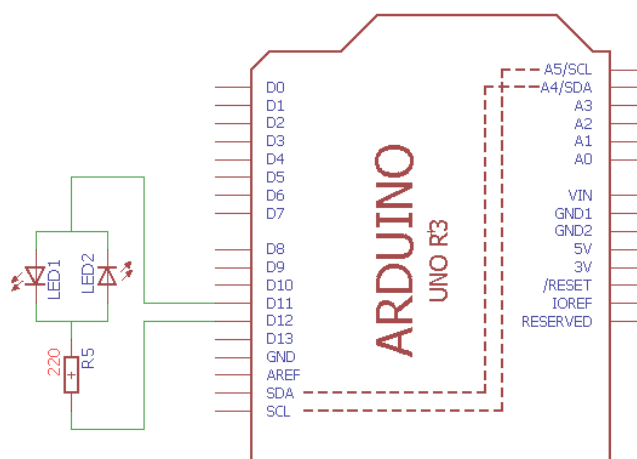 D0
D1
D2
D3
D4
D5
D6
D7
D8
D9
D10
D11
D12
D13
GND
AREF
SDA
SCL
LED1
LED2
220
R5
ARDUINO
UNO R3
A5/SCL
A4/SDA
A3
A2
A1
A0
VIN
GND1
GND2
5V
3V
/RESET
IOREF
RESERVED